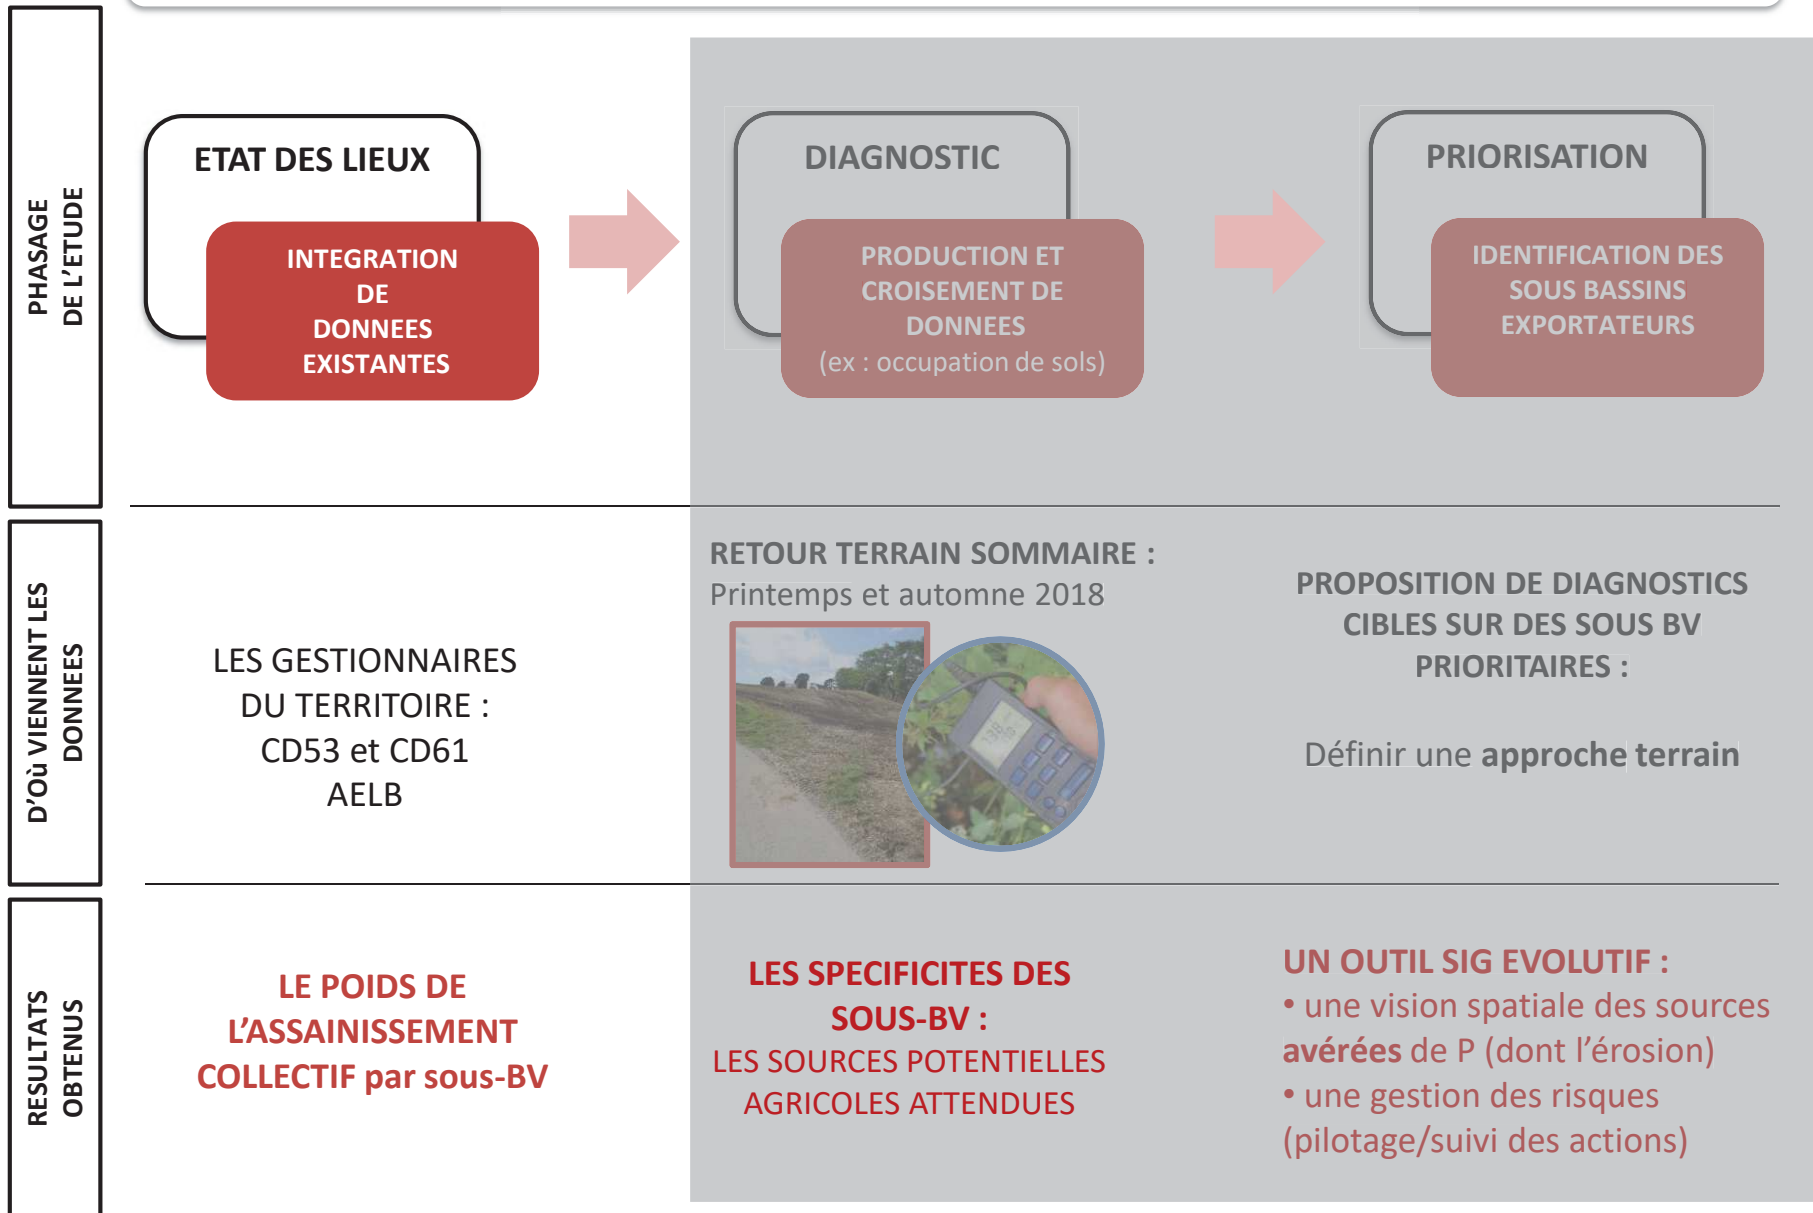 PHASAGE
DE L'ETUDE
ETAT DES LIEUX
INTEGRATION
DE
DONNEES
EXISTANTES
DIAGNOSTIC
PRODUCTION ET
CROISEMENT DE
DONNEES
(ex : occupation de sols)
PRIORISATION
IDENTIFICATION DES
SOUS BASSINS
EXPORTATEURS
D'Où VIENNENT LES
DONNEES
LES GESTIONNAIRES
DU TERRITOIRE :
CD53 et CD61
AELB
RETOUR TERRAIN SOMMAIRE :
Printemps et automne 2018
PROPOSITION DE DIAGNOSTICS
CIBLES SUR DES SOUS BV
PRIORITAIRES :
Définir une approche terrain
RESULTATS
OBTENUS
LE POIDS DE
L'ASSAINISSEMENT
COLLECTIF par sous-BV
LES SPECIFICITES DES
SOUS-BV :
LES SOURCES POTENTIELLES
AGRICOLES ATTENDUES
UN OUTIL SIG EVOLUTIF :
• une vision spatiale des sources
avérées de P (dont l'érosion)
• une gestion des risques
(pilotage/suivi des actions)